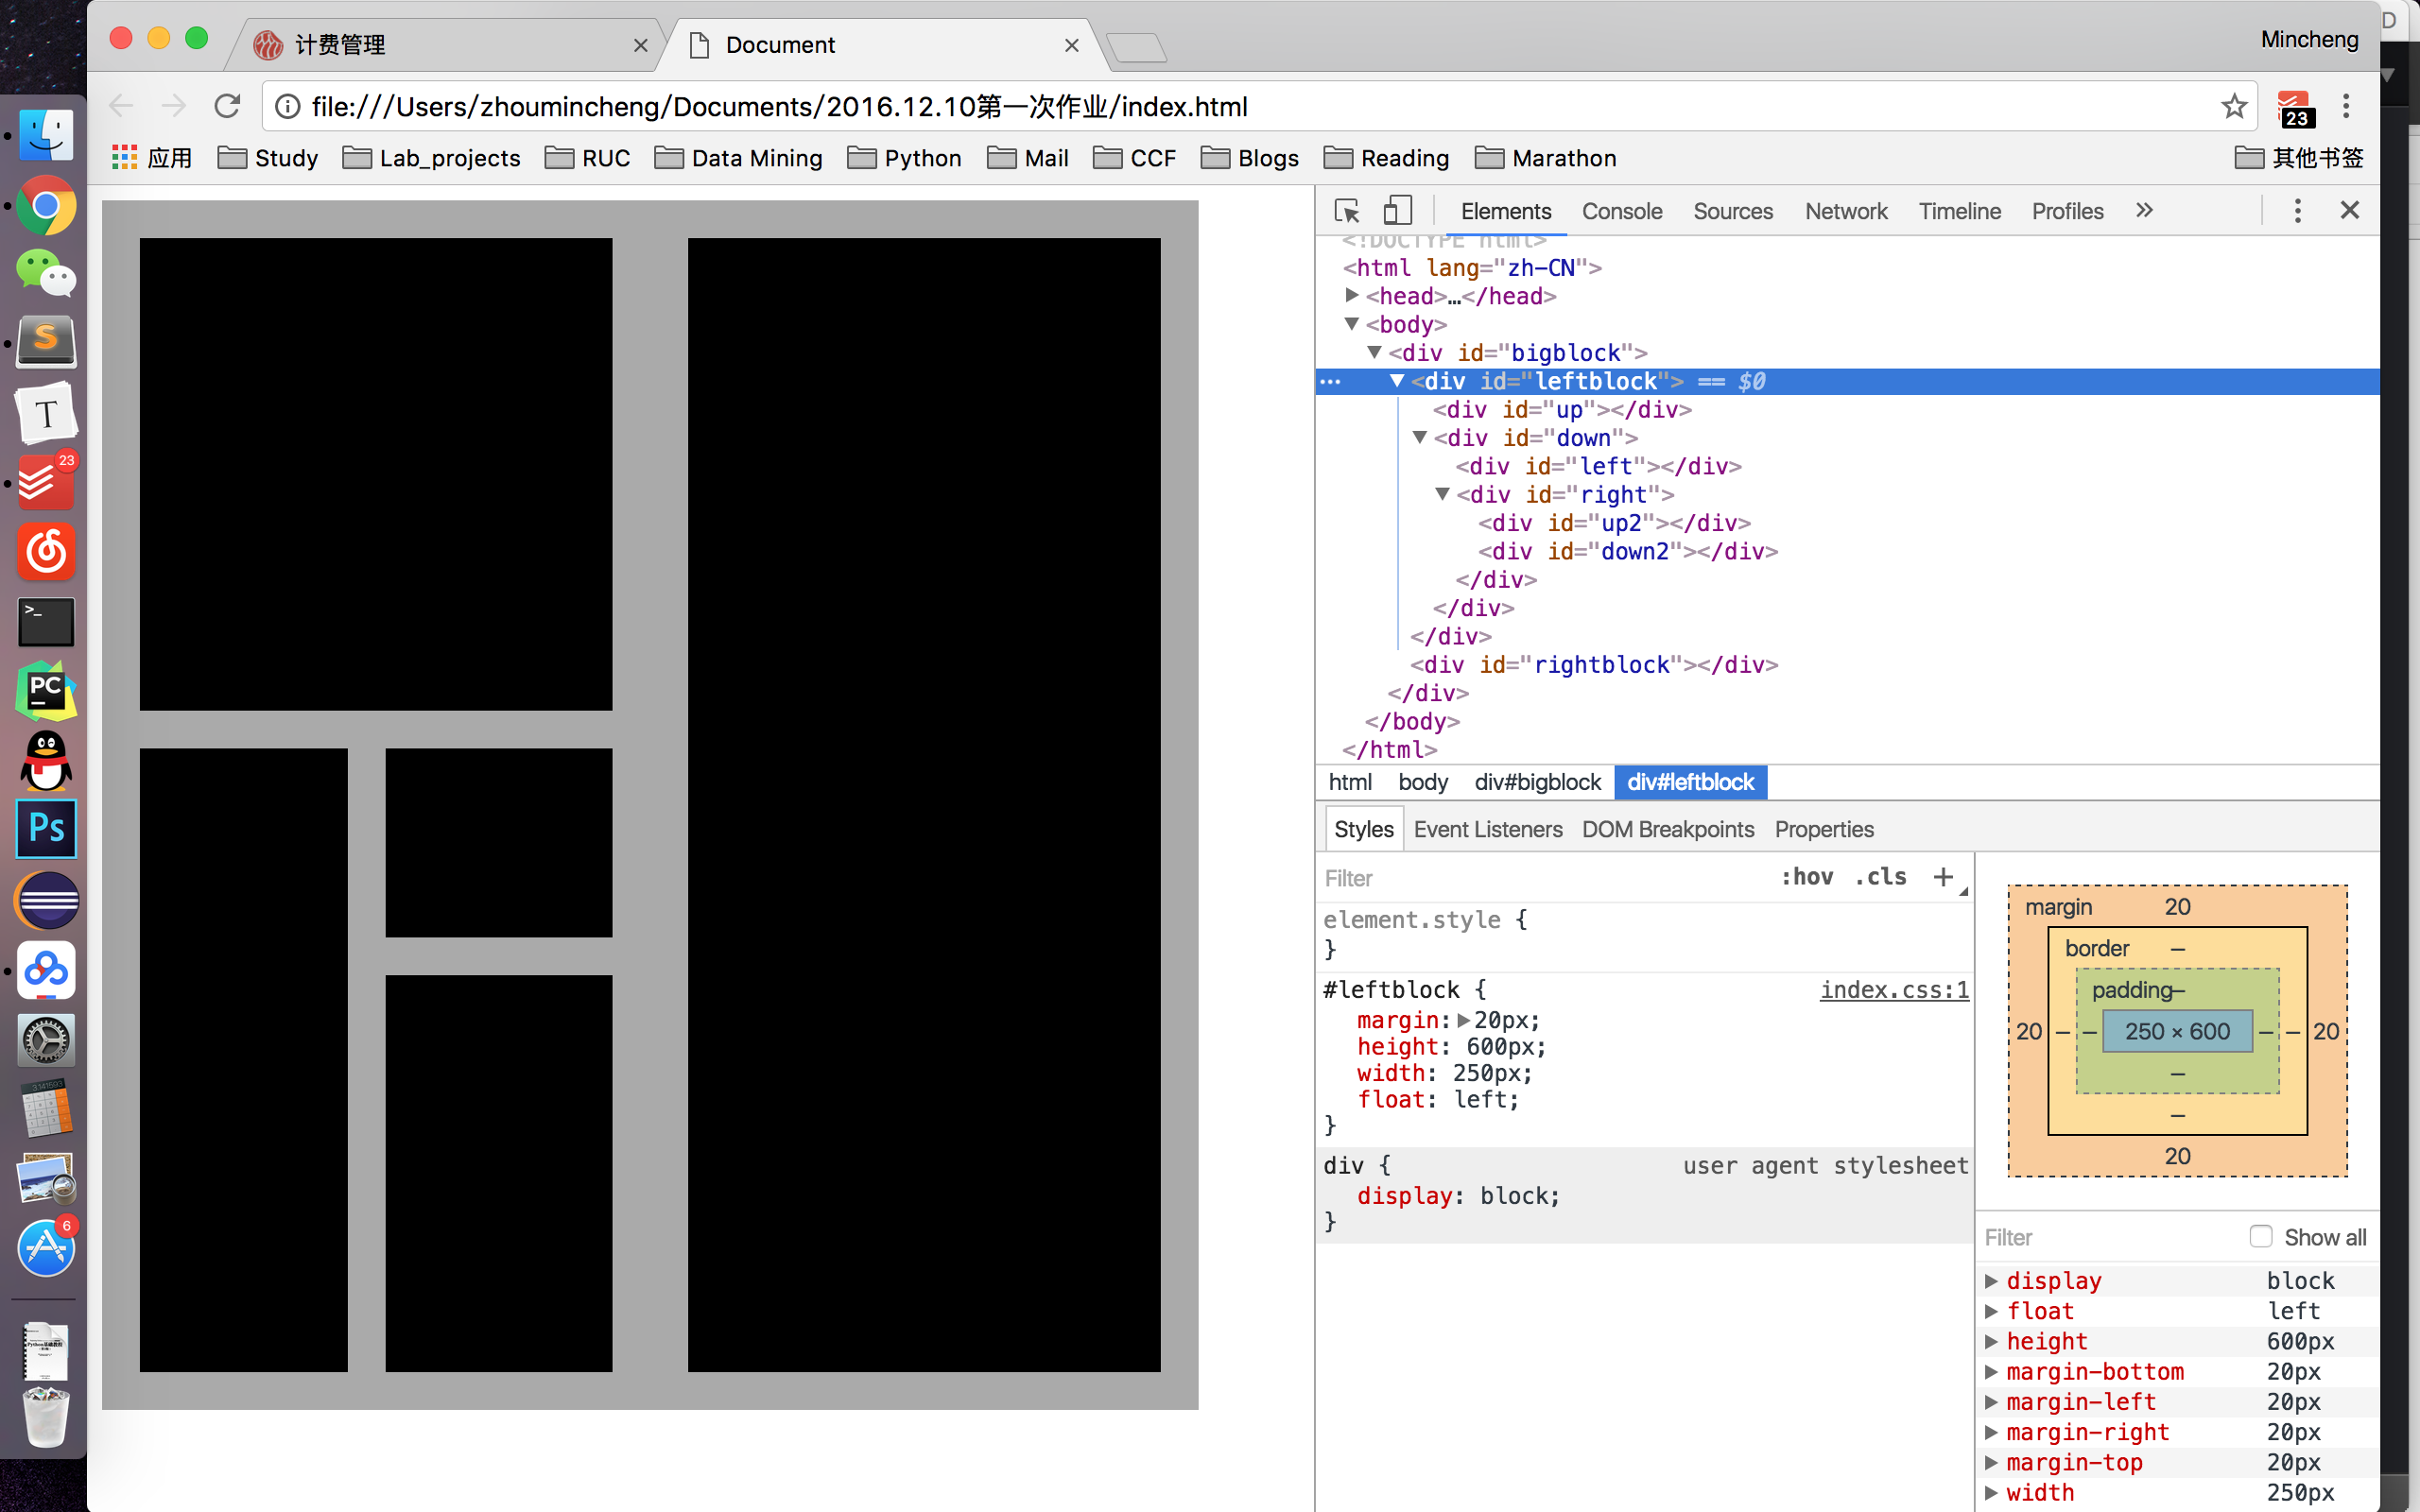 计费管理
Document
Mincheng
D
file:///Users/zhoumincheng/Documents/2016.12.10第一次作业/index.html
23
应用
Study
Lab_projects
RUC
Data Mining
Python
Mail
CCF
Blogs
Reading
Marathon
其他书签
Elements
Console
Sources
Network
Timeline
Profiles
»
<!DOCTYPE html>
<html lang="zh-CN">
<head>…</head>
<body>
<div id="bigblock">
<div id="leftblock"> == $0
<div id="up"></div>
<div id="down">
<div id="left"></div>
<div id="right">
<div id="up2"></div>
<div id="down2"></div>
</div>
</div>
</div>
<div id="rightblock"></div>
</div>
</body>
</html>
html body div#bigblock div#leftblock
Styles Event Listeners DOM Breakpoints Properties
Filter :hov .cls +
element.style {
}
#leftblock { index.css:1
margin: 20px;
height: 600px;
width: 250px;
float: left;
}
div { user agent stylesheet
display: block;
}
margin 20
border –
padding –
20 – – 250 × 600 – – 20
–
–
20
Filter Show all
display block
float left
height 600px
margin-bottom 20px
margin-left 20px
margin-right 20px
margin-top 20px
width 250px
S
T
23
>_
PC
Ps
6